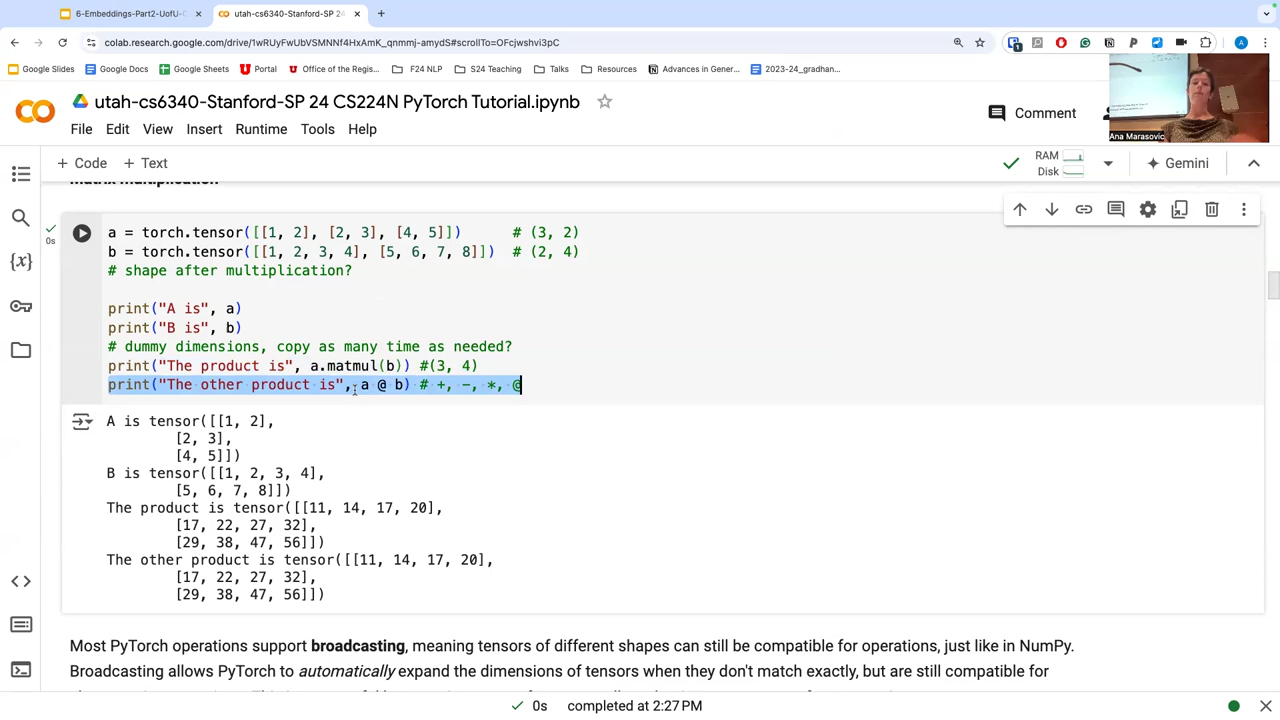 6-Embeddings-Part2-UofU-C
utah-cs6340-Stanford-SP 24
colab.research.google.com/drive/1wRUyFwUbVSMNNf4HxAmK_qnmmj-amydS#scrollTo=OFcjwshVz3pC
Google Slides
Google Docs
Google Sheets
Portal
Office of the Regis...
F24 NLP
S24 Teaching
Talks
Resources
Advances in Gener...
2023-24_gradhan...
utah-cs6340-Stanford-SP 24 CS224N PyTorch Tutorial.ipynb
Comment
Ana Marasovic
File Edit View Insert Runtime Tools Help
+ Code + Text
RAM
Disk
Gemini
Matrix Multiplication
0s
a = torch.tensor([[1, 2], [2, 3], [4, 5]]) # (3, 2)
b = torch.tensor([[1, 2, 3, 4], [5, 6, 7, 8]]) # (2, 4)
# shape after multiplication?
print("A is", a)
print("B is", b)
# dummy dimensions, copy as many time as needed?
print("The product is", a.matmul(b)) #(3, 4)
print("The other product is", a @ b) # +, -, *, @
A is tensor([[1, 2],
[2, 3],
[4, 5]])
B is tensor([[1, 2, 3, 4],
[5, 6, 7, 8]])
The product is tensor([[11, 14, 17, 20],
[17, 22, 27, 32],
[29, 38, 47, 56]])
The other product is tensor([[11, 14, 17, 20],
[17, 22, 27, 32],
[29, 38, 47, 56]])
Most PyTorch operations support broadcasting, meaning tensors of different shapes can still be compatible for operations, just like in NumPy.
Broadcasting allows PyTorch to automatically expand the dimensions of tensors when they don't match exactly, but are still compatible for
0s completed at 2:27 PM